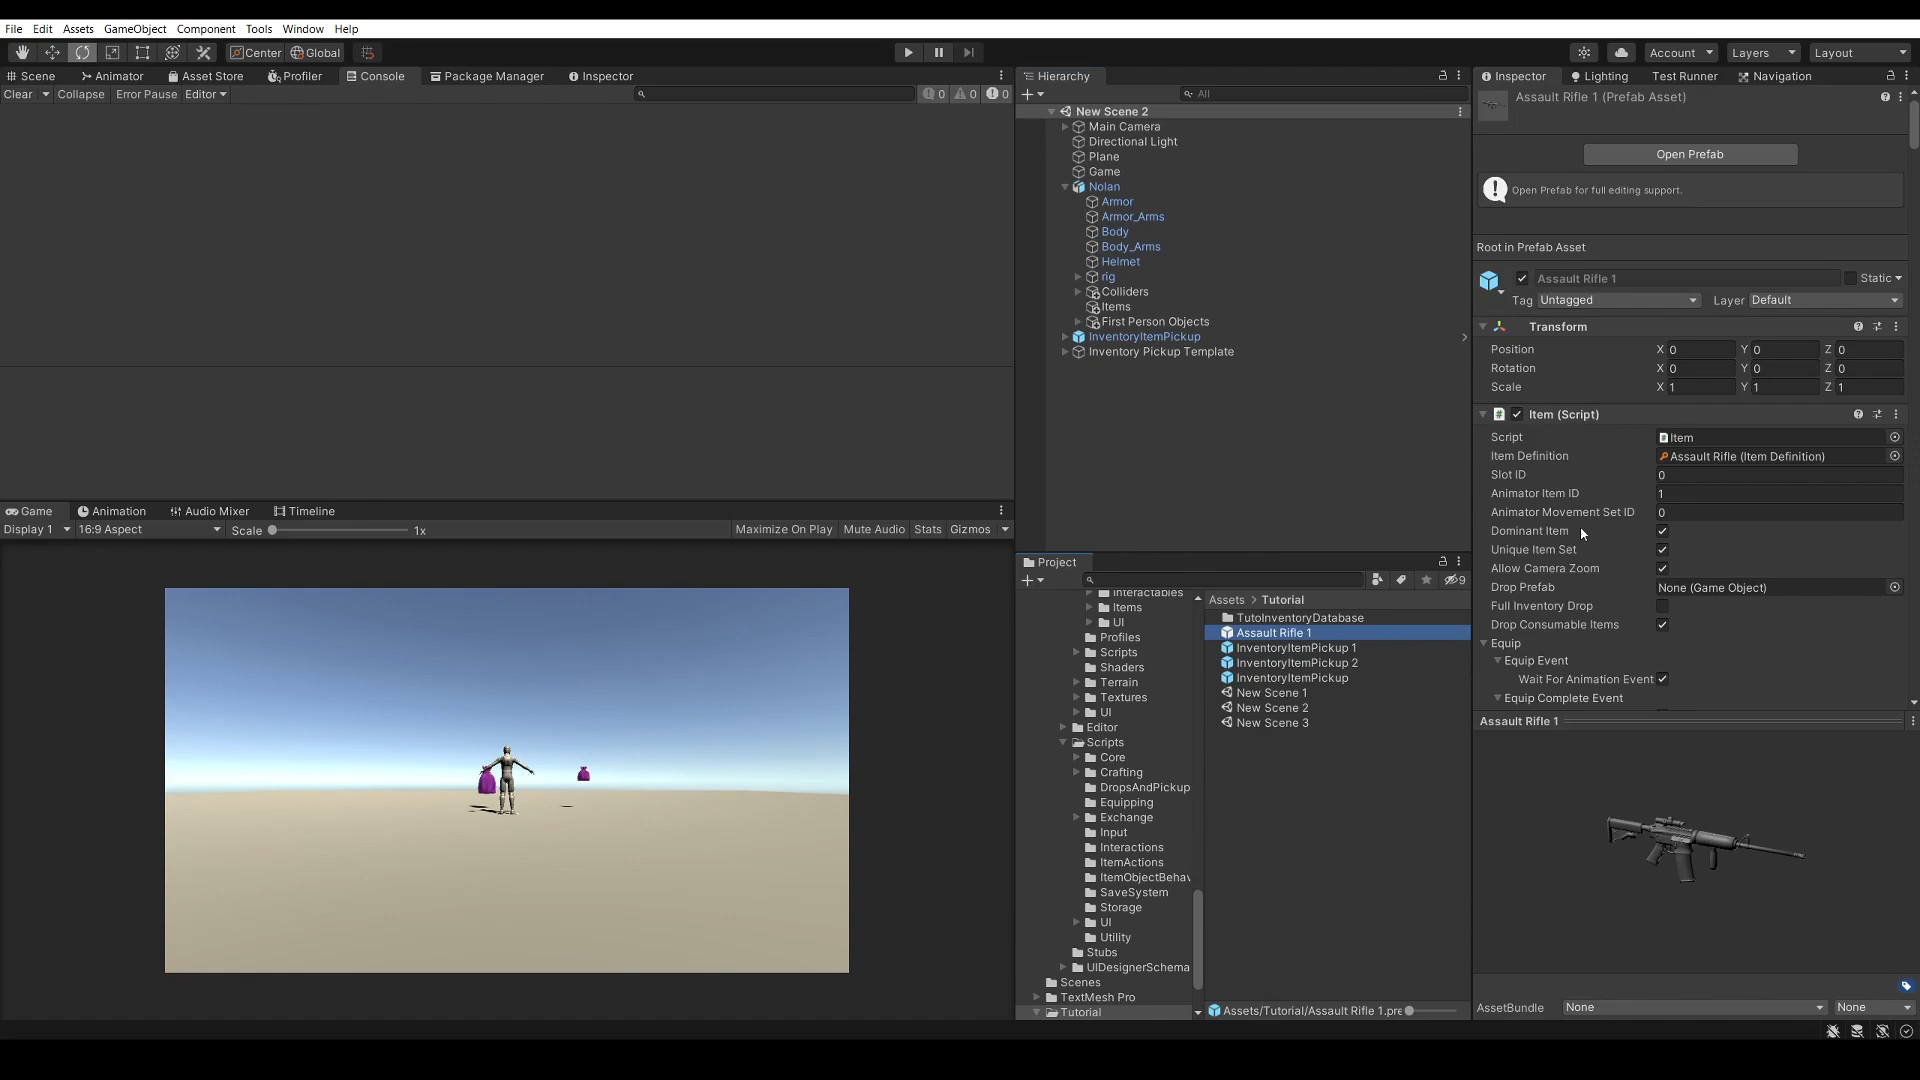 File Edit Assets GameObject Component Tools Window Help
Center Global Account Layers Layout
Scene Animator Asset Store Profiler Console Package Manager Inspector
Clear Collapse Error Pause Editor 0 0 0
Hierarchy
All
New Scene 2
Main Camera
Directional Light
Plane
Game
Nolan
Armor
Armor_Arms
Body
Body_Arms
Helmet
rig
Colliders
Items
First Person Objects
InventoryItemPickup
Inventory Pickup Template
Inspector Lighting Test Runner Navigation
Assault Rifle 1 (Prefab Asset)
Open Prefab
Open Prefab for full editing support.
Root in Prefab Asset
Assault Rifle 1 Static
Tag Untagged Layer Default
Transform
Position X 0 Y 0 Z 0
Rotation X 0 Y 0 Z 0
Scale X 1 Y 1 Z 1
Item (Script)
Script Item
Item Definition Assault Rifle (Item Definition)
Slot ID 0
Animator Item ID 1
Animator Movement Set ID 0
Dominant Item
Unique Item Set
Allow Camera Zoom
Drop Prefab None (Game Object)
Full Inventory Drop
Drop Consumable Items
Equip
Equip Event
Wait For Animation Event
Equip Complete Event
Assault Rifle 1
AssetBundle None None
Game Animation Audio Mixer Timeline
Display 1 16:9 Aspect Scale 1x Maximize On Play Mute Audio Stats Gizmos
Project
9
Interactables
Items
UI
Profiles
Scripts
Shaders
Terrain
Textures
UI
Editor
Scripts
Core
Crafting
DropsAndPickup
Equipping
Exchange
Input
Interactions
ItemActions
ItemObjectBehav
SaveSystem
Storage
UI
Utility
Stubs
UIDesignerSchema
Scenes
TextMesh Pro
Tutorial
Assets > Tutorial
TutoInventoryDatabase
Assault Rifle 1
InventoryItemPickup 1
InventoryItemPickup 2
InventoryItemPickup
New Scene 1
New Scene 2
New Scene 3
Assets/Tutorial/Assault Rifle 1.pre